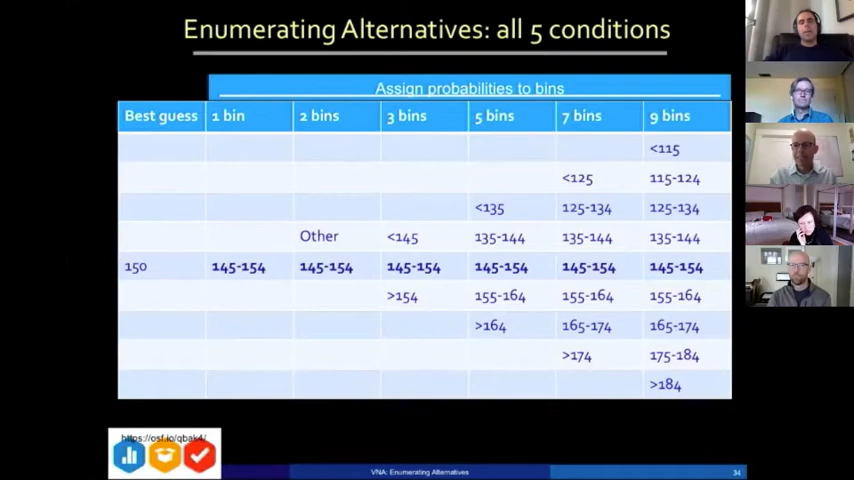 Enumerating Alternatives: all 5 conditions
Assign probabilities to bins
Best guess 1 bin 2 bins 3 bins 5 bins 7 bins 9 bins
<115
<125 115-124
<135 125-134 125-134
Other <145 135-144 135-144 135-144
150 145-154 145-154 145-154 145-154 145-154 145-154
>154 155-164 155-164 155-164
>164 165-174 165-174
>174 175-184
>184
https://osf.io/qbak4/
VNA: Enumerating Alternatives
34